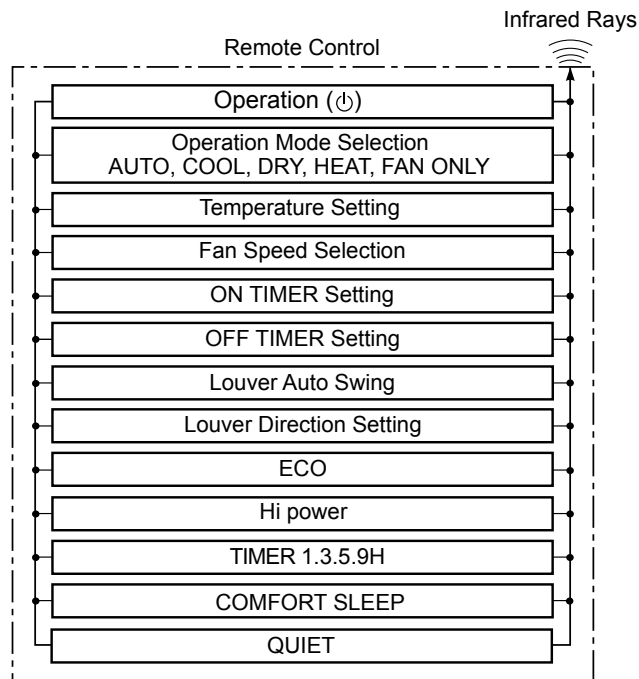 Infrared Rays
Remote Control
Operation (⏻)
Operation Mode Selection
AUTO, COOL, DRY, HEAT, FAN ONLY
Temperature Setting
Fan Speed Selection
ON TIMER Setting
OFF TIMER Setting
Louver Auto Swing
Louver Direction Setting
ECO
Hi power
TIMER 1.3.5.9H
COMFORT SLEEP
QUIET